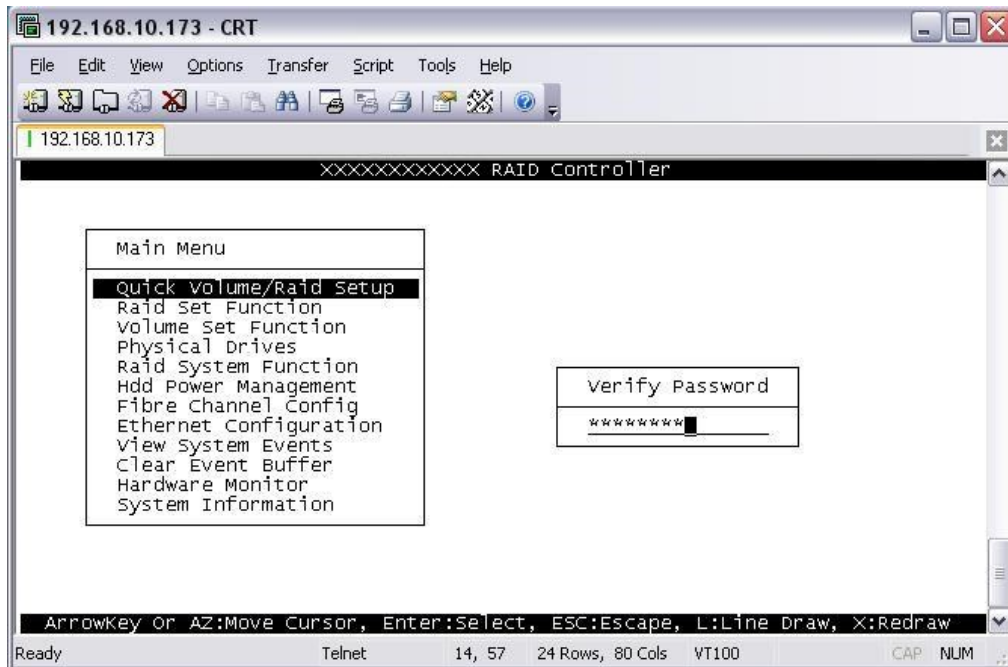 192.168.10.173 - CRT
File Edit View Options Transfer Script Tools Help
192.168.10.173
XXXXXXXXXXXX RAID Controller
Main Menu
Quick Volume/Raid Setup
Raid Set Function
Volume Set Function
Physical Drives
Raid System Function
Hdd Power Management
Fibre Channel Config
Ethernet Configuration
View System Events
Clear Event Buffer
Hardware Monitor
System Information
Verify Password
********
ArrowKey Or AZ:Move Cursor, Enter:Select, ESC:Escape, L:Line Draw, X:Redraw
Ready Telnet 14, 57 24 Rows, 80 Cols VT100 CAP NUM